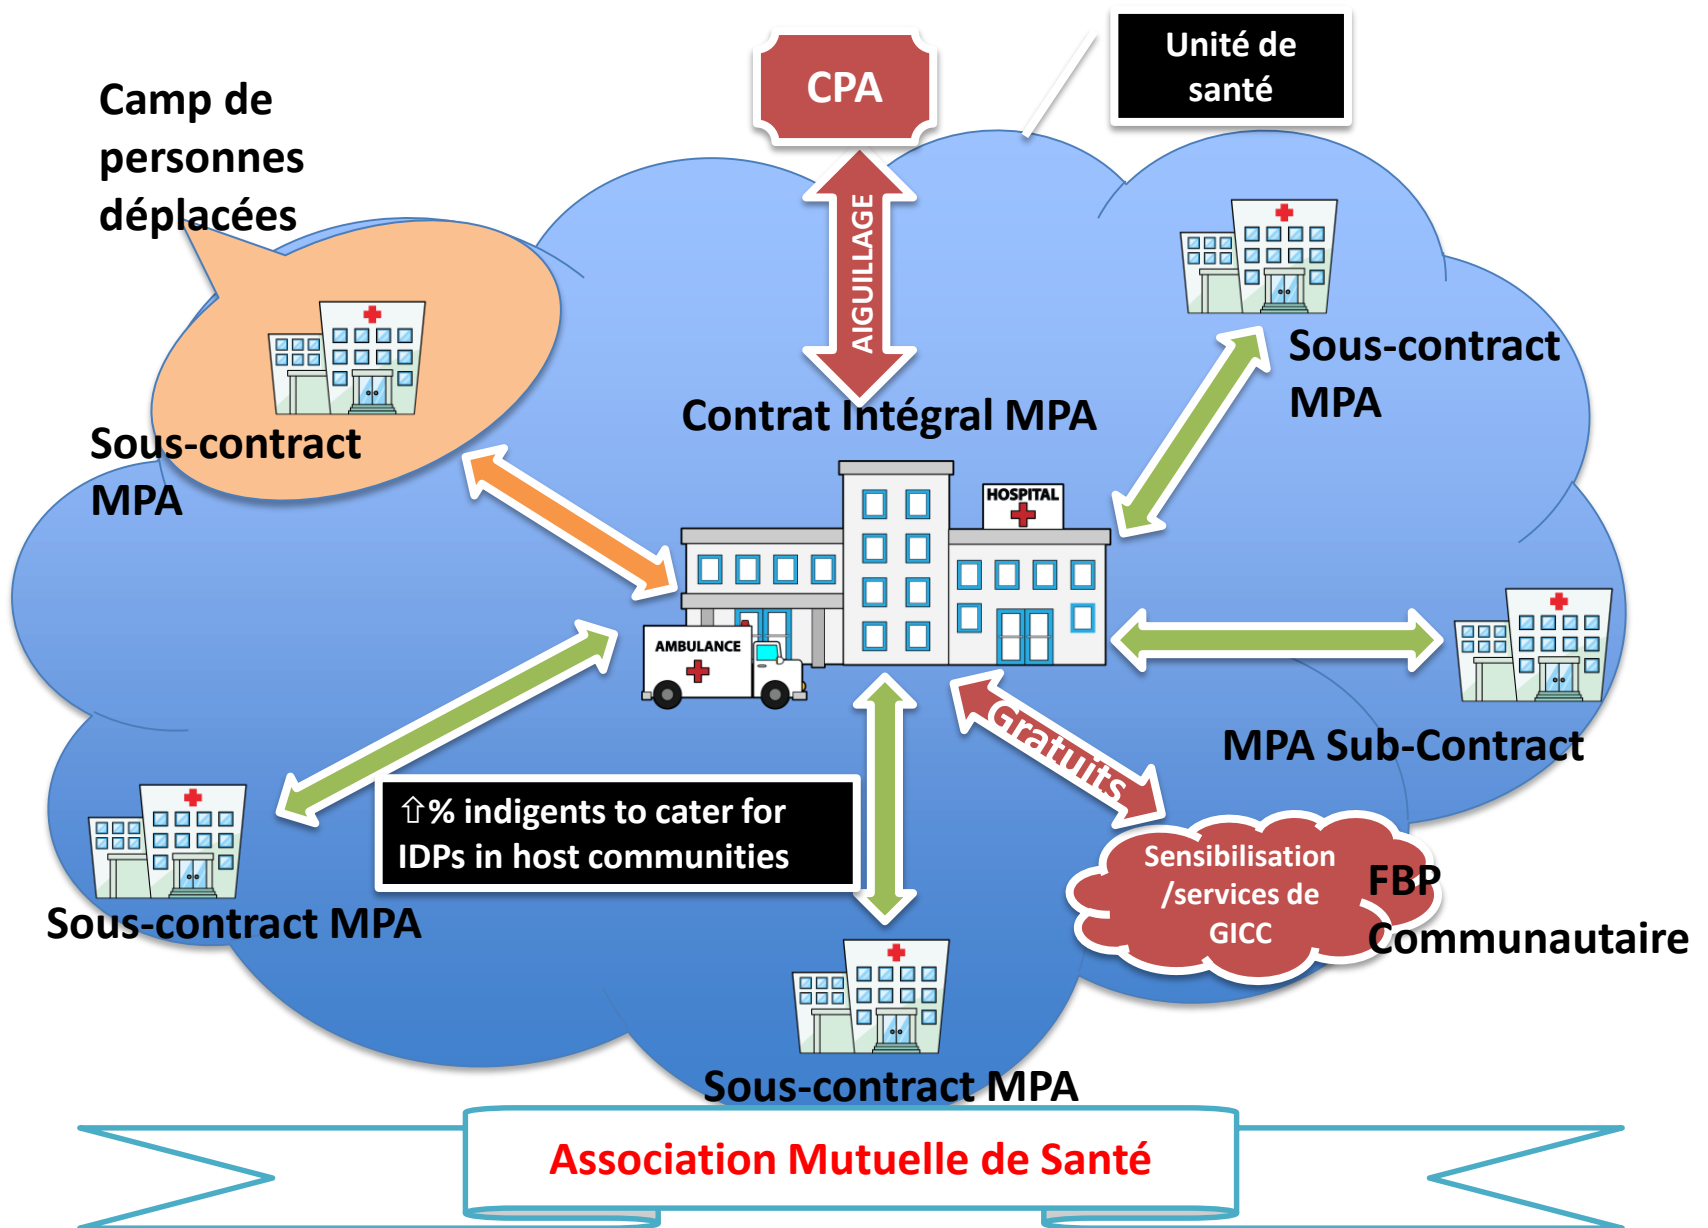 Unité de
santé
CPA
Camp de
personnes
déplacées
AIGUILLAGE
Sous-contract
MPA
Contrat Intégral MPA
Sous-contract
MPA
HOSPITAL
AMBULANCE
Gratuits
MPA Sub-Contract
⇧% indigents to cater for
IDPs in host communities
Sensibilisation
/services de
GICC
FBP
Communautaire
Sous-contract MPA
Sous-contract MPA
Association Mutuelle de Santé